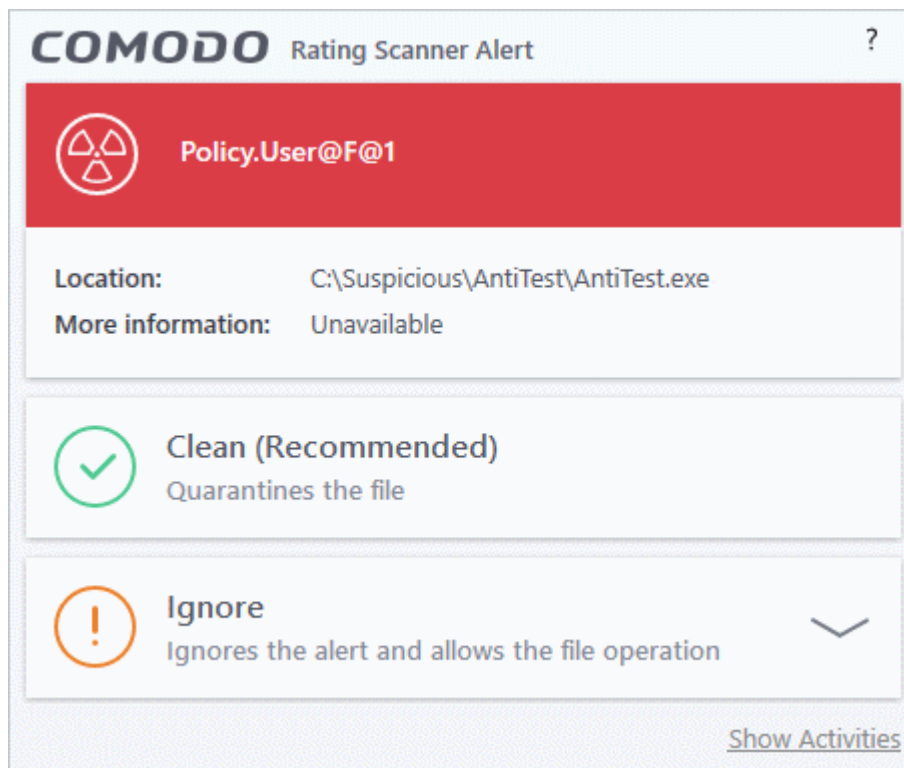 COMODO Rating Scanner Alert ?
Policy.User@F@1
Location: C:\Suspicious\AntiTest\AntiTest.exe
More information: Unavailable
Clean (Recommended)
Quarantines the file
Ignore
Ignores the alert and allows the file operation
Show Activities